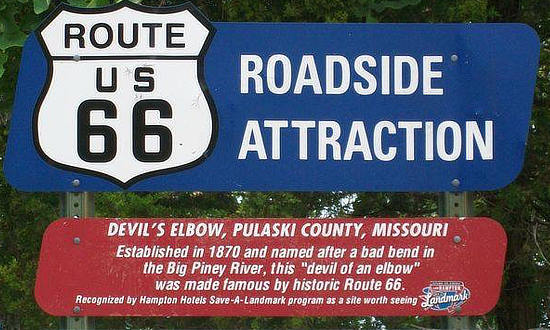 ROUTE
US
66
ROADSIDE
ATTRACTION
DEVIL'S ELBOW, PULASKI COUNTY, MISSOURI
Established in 1870 and named after a bad bend in
the Big Piney River, this "devil of an elbow"
was made famous by historic Route 66.
Recognized by Hampton Hotels Save-A-Landmark program as a site worth seeing
HAMPTON
Landmark